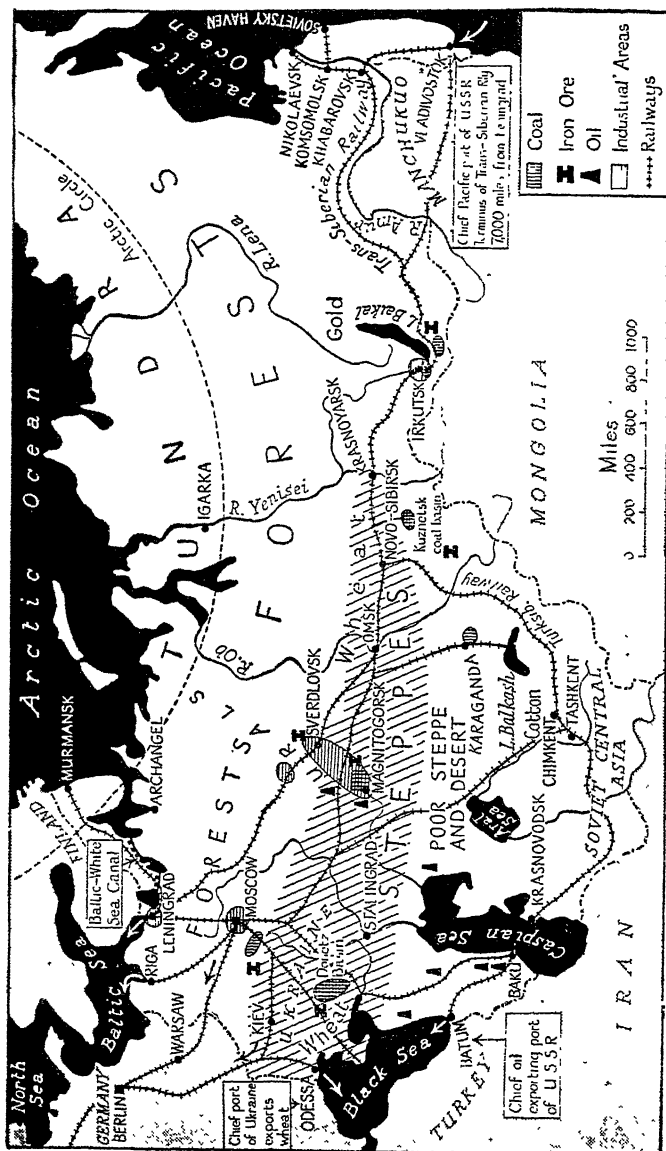 North
Sea
GERMANY
BERLIN
WARSAW
Baltic
Sea
RIGA
FINLAND
LENINGRAD
Baltic-White
Sea Canal
MURMANSK
Arctic Ocean
ARCHANGEL
Arctic Circle
TUNDRAS
FORESTS
FORESTS
R. Ob
IGARKA
R. Yenisei
R. Lena
Pacific
Ocean
SOVIETSKY HAVEN
NIKOLAEVSK
KOMSOMOLSK
KHABAROVSK
Trans-Siberian Railway
R. Amur
MANCHUKUO
VLADIVOSTOK
Chief Pacific port of USSR
Terminus of Trans-Siberian Rly
7,000 miles from Leningrad
Gold
L. Baikal
IRKUTSK
KRASNOYARSK
NOVO-SIBIRSK
Kuznetsk
coal basin
OMSK
Wheat
URALS
SVERDLOVSK
MAGNITOGORSK
STEPPES
MOSCOW
KIEV
UKRAINE
Donetz
Basin
Wheat
STALINGRAD
Chief port
of Ukraine
exports
wheat
ODESSA
Black Sea
TURKEY
BATUM
Chief oil
exporting port
of USSR
BAKU
Caspian
Sea
KRASNOVODSK
IRAN
Aral
Sea
POOR STEPPE
AND DESERT
KARAGANDA
L. Balkash
Cotton
CHIMKENT
TASHKENT
SOVIET CENTRAL
ASIA
Turksib. Railway
MONGOLIA
Miles
0 200 400 600 800 1000
Coal
Iron Ore
Oil
Industrial Areas
Railways